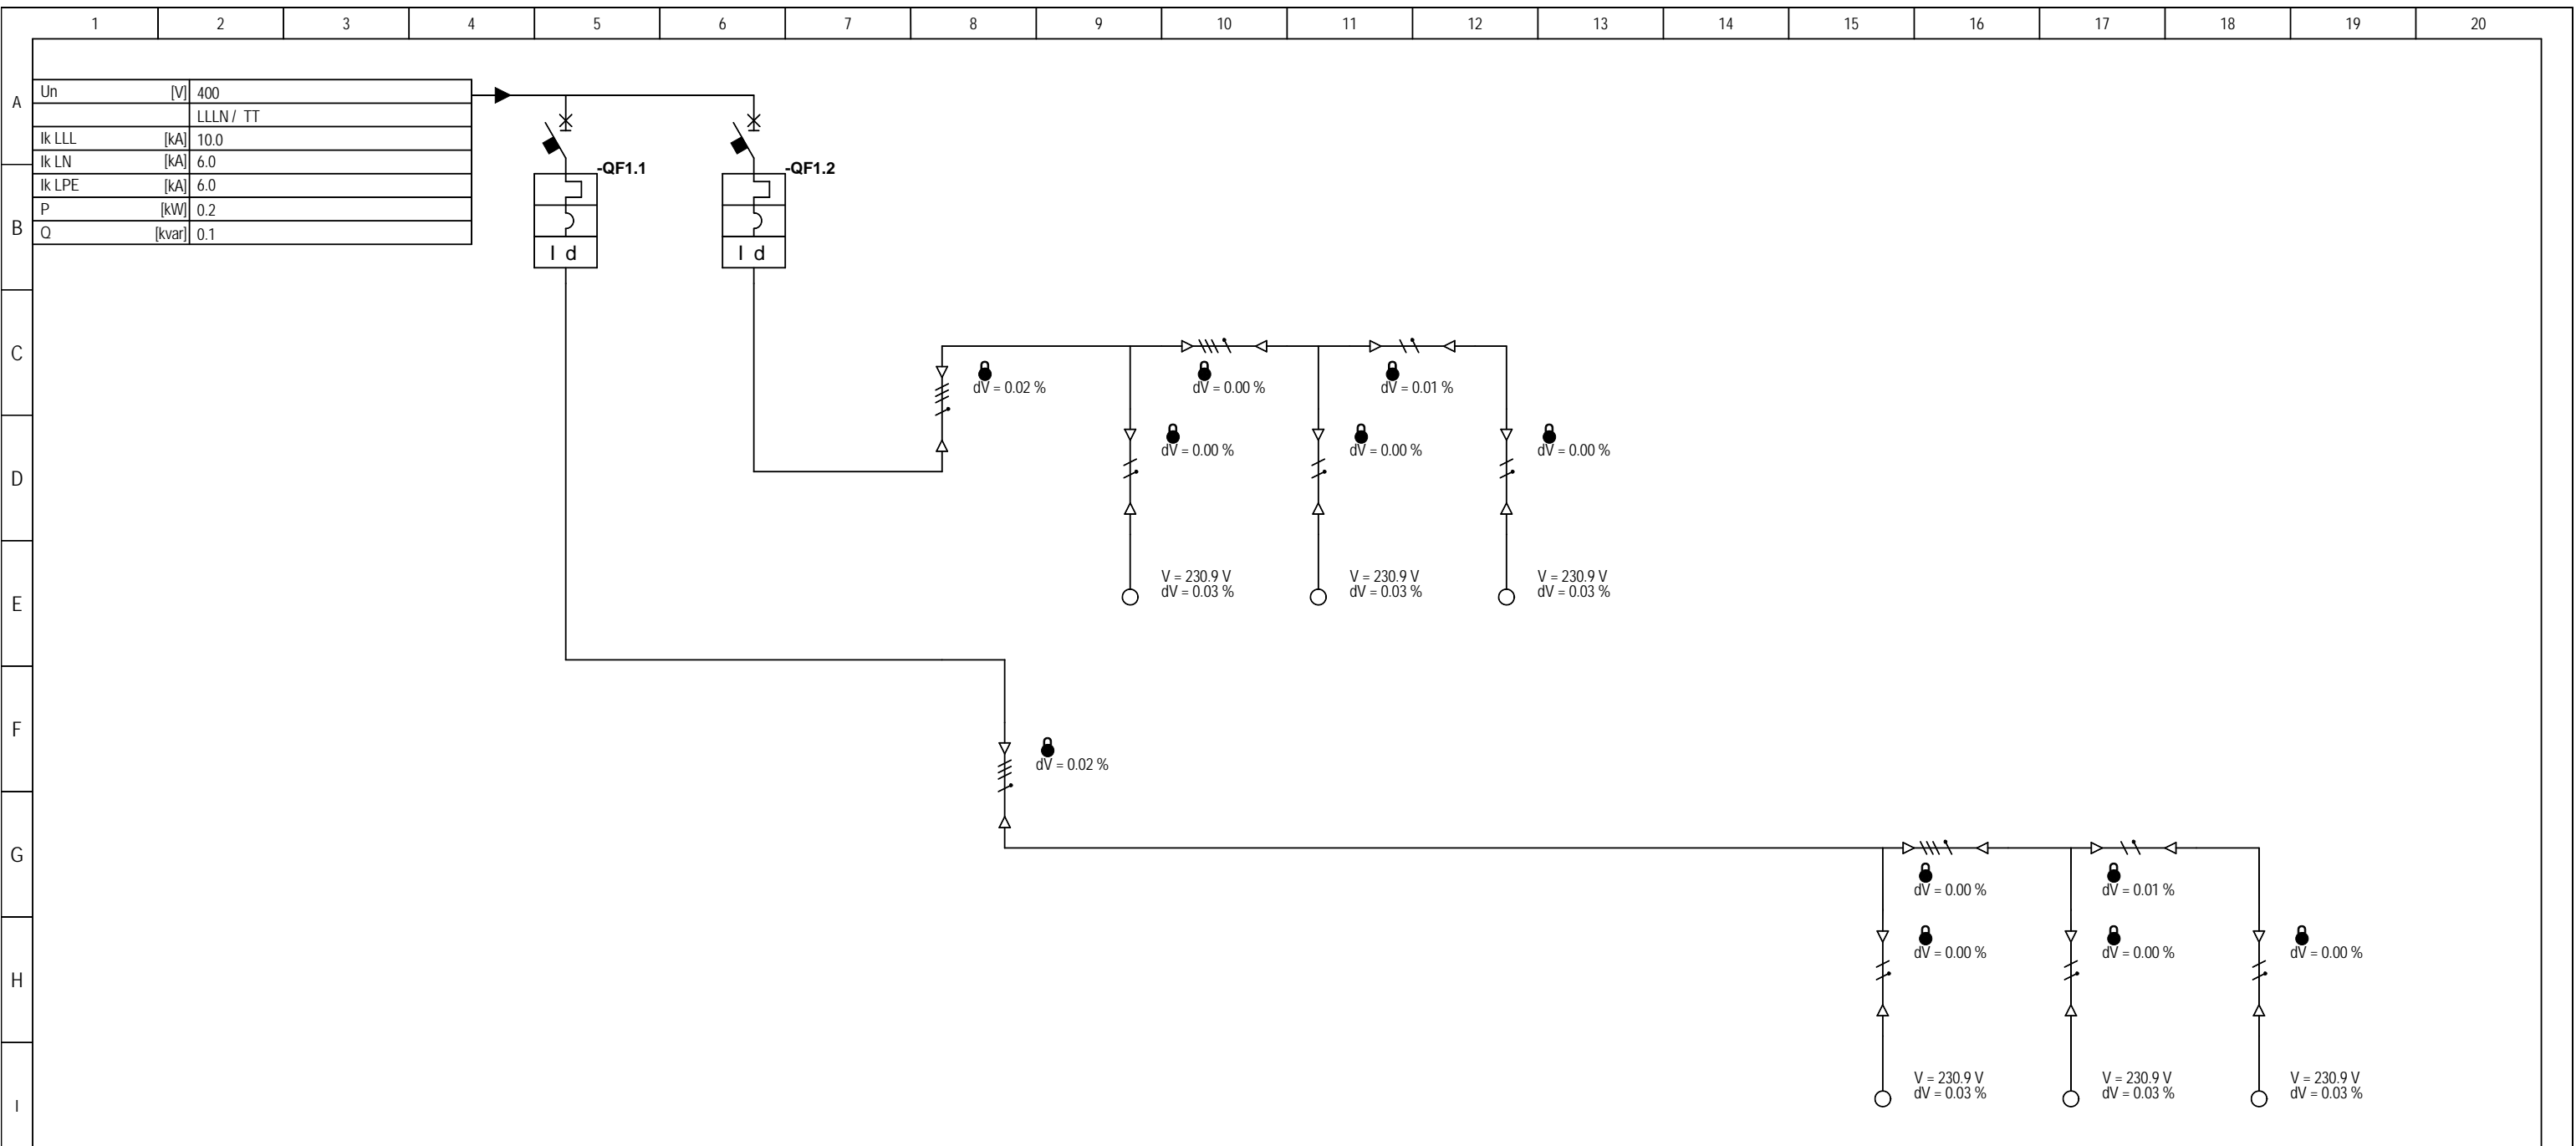 1 2 3 4 5 6 7 8 9 10 11 12 13 14 15 16 17 18 19 20
A
Un [V] 400
LLLN / TT
Ik LLL [kA] 10.0
Ik LN [kA] 6.0
-QF1.1 -QF1.2
Ik LPE [kA] 6.0
P [kW] 0.2
B
Q [kvar] 0.1
I d I d
C
dV = 0.02 % dV = 0.00 % dV = 0.01 %
dV = 0.00 % dV = 0.00 % dV = 0.00 %
D
V = 230.9 V V = 230.9 V V = 230.9 V
dV = 0.03 % dV = 0.03 % dV = 0.03 %
E
F
dV = 0.02 %
G
dV = 0.00 % dV = 0.01 %
dV = 0.00 % dV = 0.00 % dV = 0.00 %
H
V = 230.9 V V = 230.9 V V = 230.9 V
dV = 0.03 % dV = 0.03 % dV = 0.03 %
I